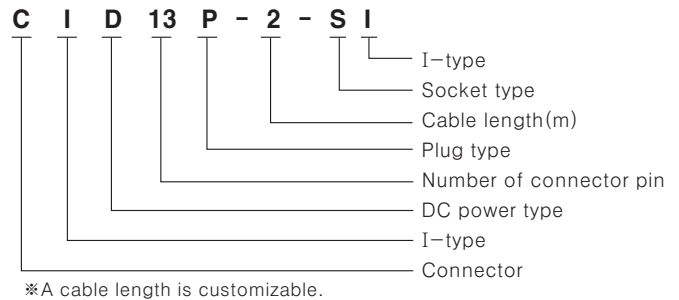 C I D 13 P - 2 - S I
I-type
Socket type
Cable length(m)
Plug type
Number of connector pin
DC power type
I-type
Connector
※A cable length is customizable.